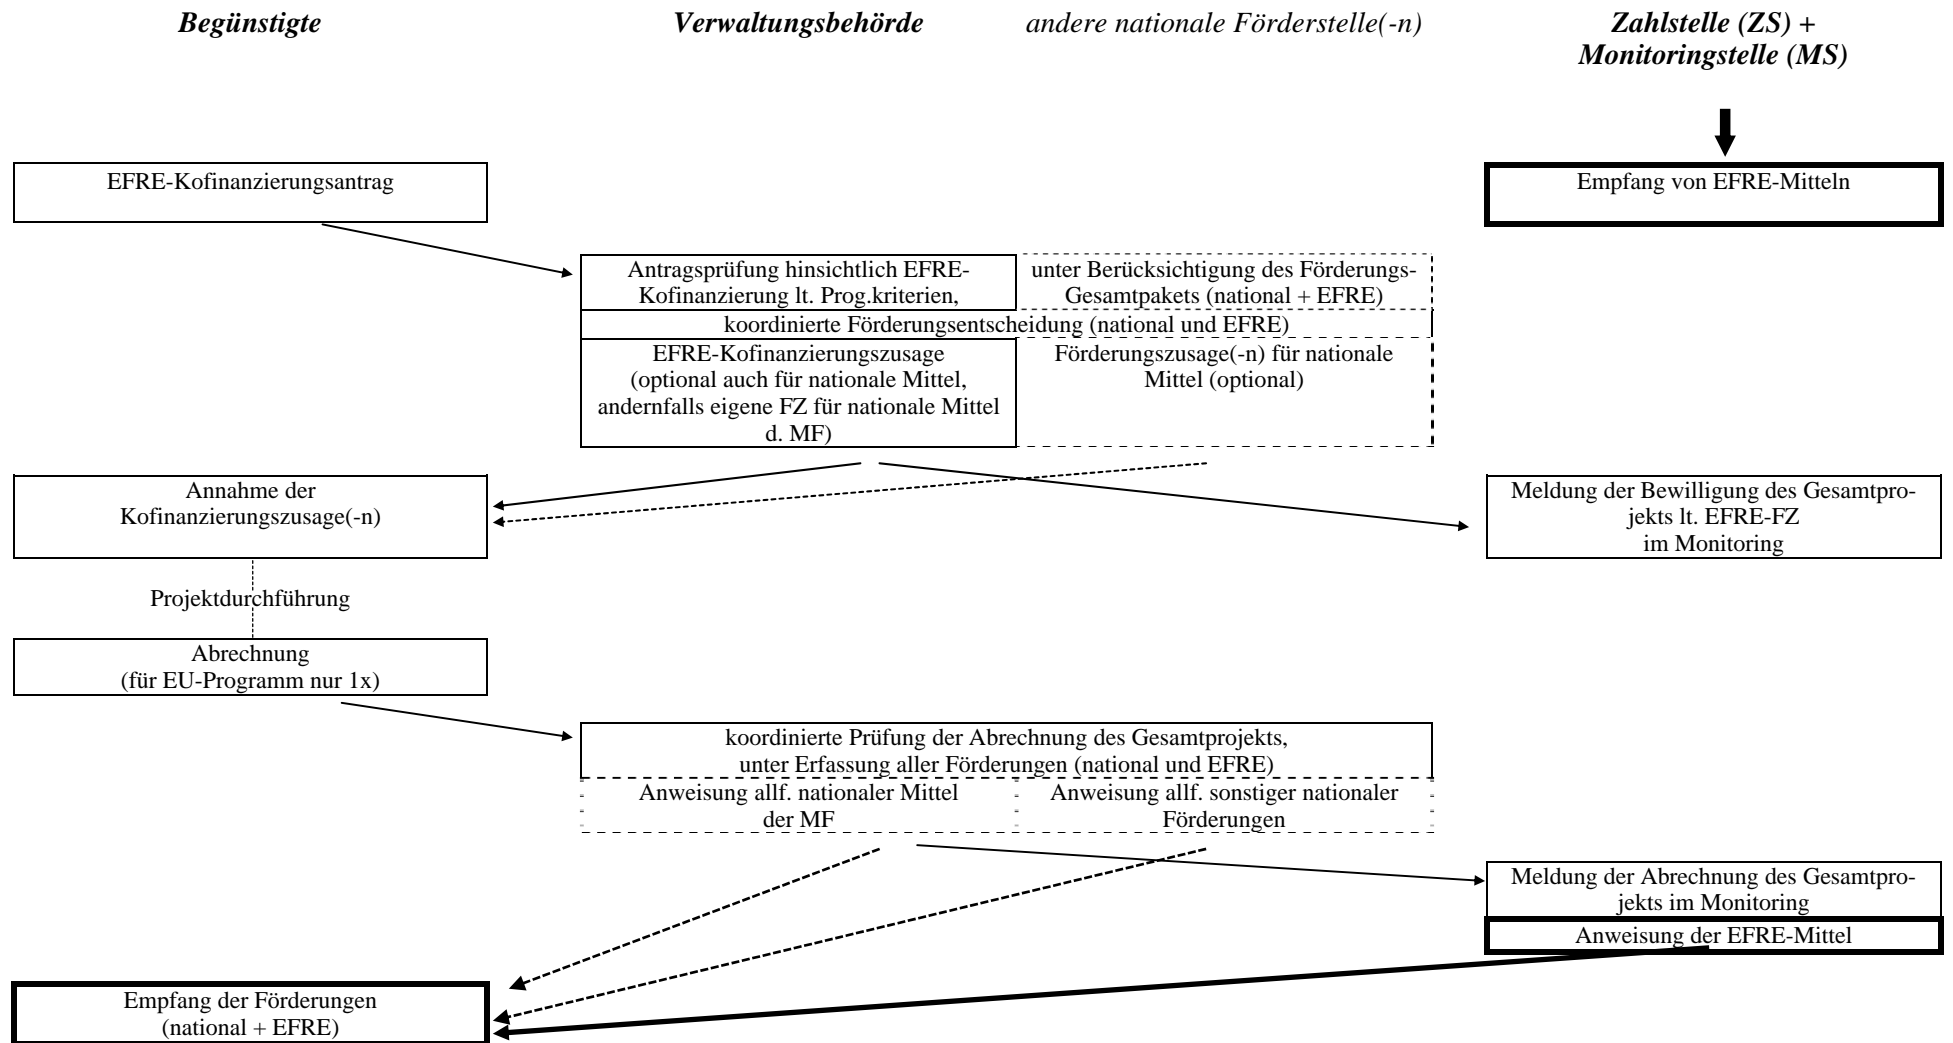 Begünstigte
Verwaltungsbehörde
andere nationale Förderstelle(-n)
Zahlstelle (ZS) +
Monitoringstelle (MS)
EFRE-Kofinanzierungsantrag
Empfang von EFRE-Mitteln
Antragsprüfung hinsichtlich EFRE-
Kofinanzierung lt. Prog.kriterien,
unter Berücksichtigung des Förderungs-
Gesamtpakets (national + EFRE)
koordinierte Förderungsentscheidung (national und EFRE)
EFRE-Kofinanzierungszusage
(optional auch für nationale Mittel,
andernfalls eigene FZ für nationale Mittel
d. MF)
Förderungszusage(-n) für nationale
Mittel (optional)
Annahme der
Kofinanzierungszusage(-n)
Meldung der Bewilligung des Gesamtpro-
jekts lt. EFRE-FZ
im Monitoring
Projektdurchführung
Abrechnung
(für EU-Programm nur 1x)
koordinierte Prüfung der Abrechnung des Gesamtprojekts,
unter Erfassung aller Förderungen (national und EFRE)
Anweisung allf. nationaler Mittel
der MF
Anweisung allf. sonstiger nationaler
Förderungen
Meldung der Abrechnung des Gesamtpro-
jekts im Monitoring
Anweisung der EFRE-Mittel
Empfang der Förderungen
(national + EFRE)